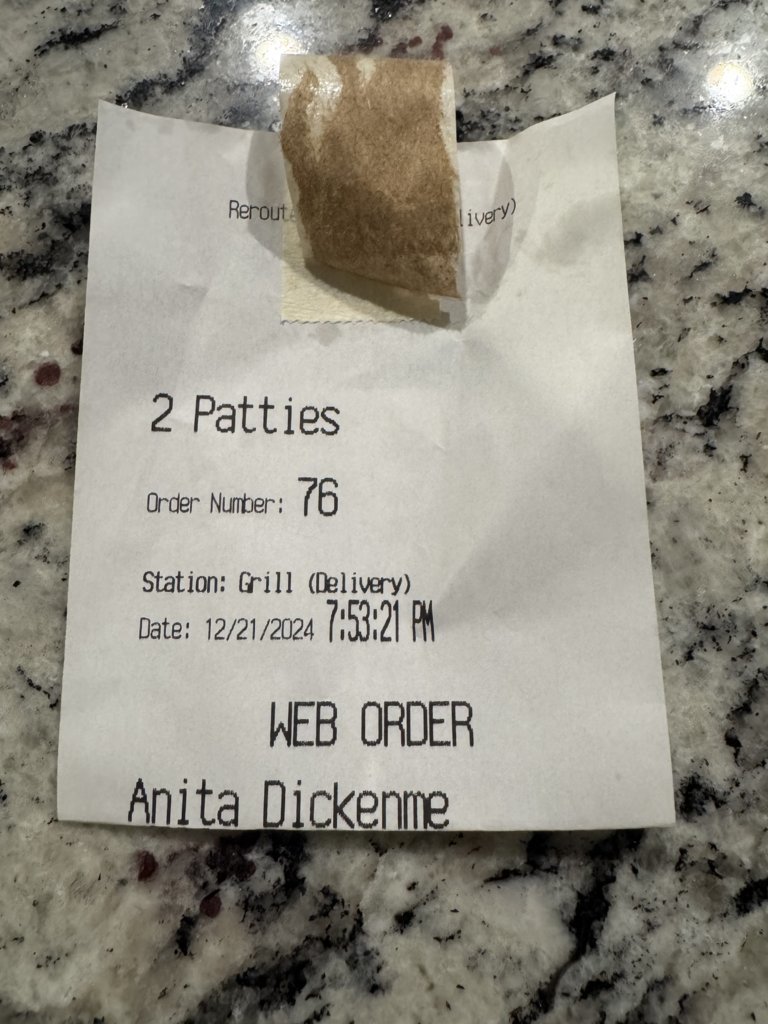 2 Patties
Order Number: 76
Station: Grill (Delivery)
Date: 12/21/2024 7:53:21 PM
WEB ORDER
Anita Dickenme